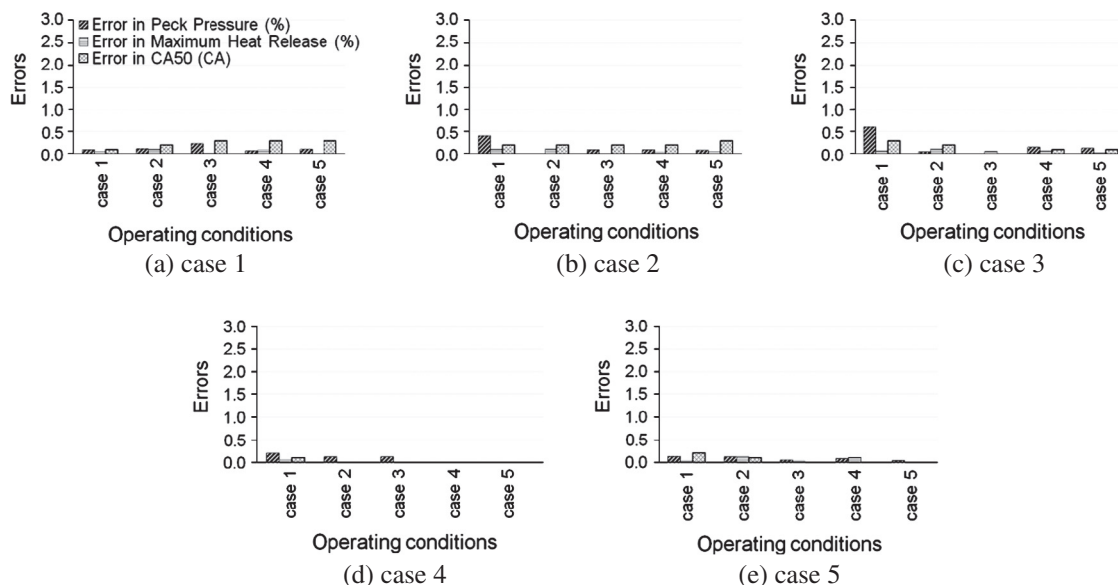 Error in Peck Pressure (%)
Error in Maximum Heat Release (%)
Error in CA50 (CA)
Errors
3.0
2.5
2.0
1.5
1.0
0.5
0.0
case 1
case 2
case 3
case 4
case 5
Operating conditions
(a) case 1
Errors
3.0
2.5
2.0
1.5
1.0
0.5
0.0
case 1
case 2
case 3
case 4
case 5
Operating conditions
(b) case 2
Errors
3.0
2.5
2.0
1.5
1.0
0.5
0.0
case 1
case 2
case 3
case 4
case 5
Operating conditions
(c) case 3
Errors
3.0
2.5
2.0
1.5
1.0
0.5
0.0
case 1
case 2
case 3
case 4
case 5
Operating conditions
(d) case 4
Errors
3.0
2.5
2.0
1.5
1.0
0.5
0.0
case 1
case 2
case 3
case 4
case 5
Operating conditions
(e) case 5